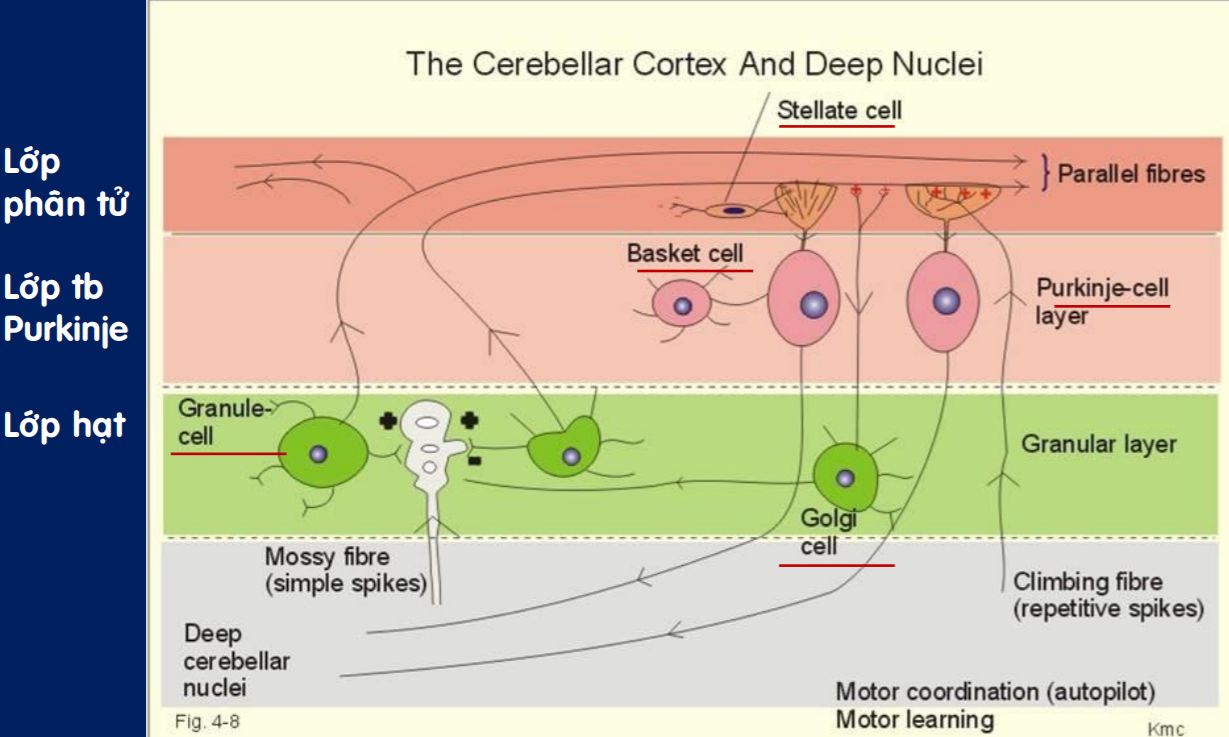 The Cerebellar Cortex And Deep Nuclei
Stellate cell
Lớp
phân tử
Parallel fibres
Basket cell
Lớp tb
Purkinje
Purkinje-cell
layer
Granule-
cell
Lớp hạt
Granular layer
Golgi
cell
Mossy fibre
(simple spikes)
Climbing fibre
(repetitive spikes)
Deep
cerebellar
nuclei
Motor coordination (autopilot)
Motor learning
Fig. 4-8
Kmc